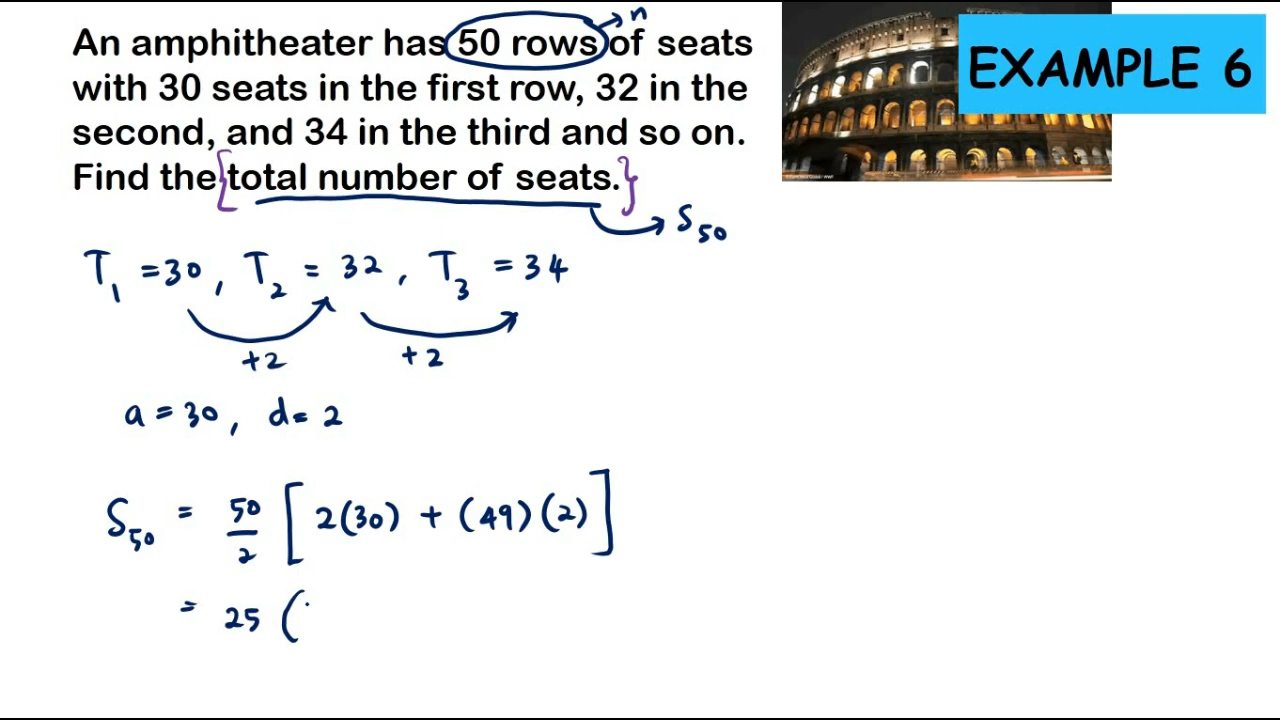 An amphitheater has 50 rows of seats
with 30 seats in the first row, 32 in the
second, and 34 in the third and so on.
Find the {total number of seats.}
→ n
EXAMPLE 6
→ S₅₀
T₁ = 30, T₂ = 32, T₃ = 34
+2 +2
a = 30, d = 2
S₅₀ = 50/2 [2(30) + (49)(2)]
= 25 (